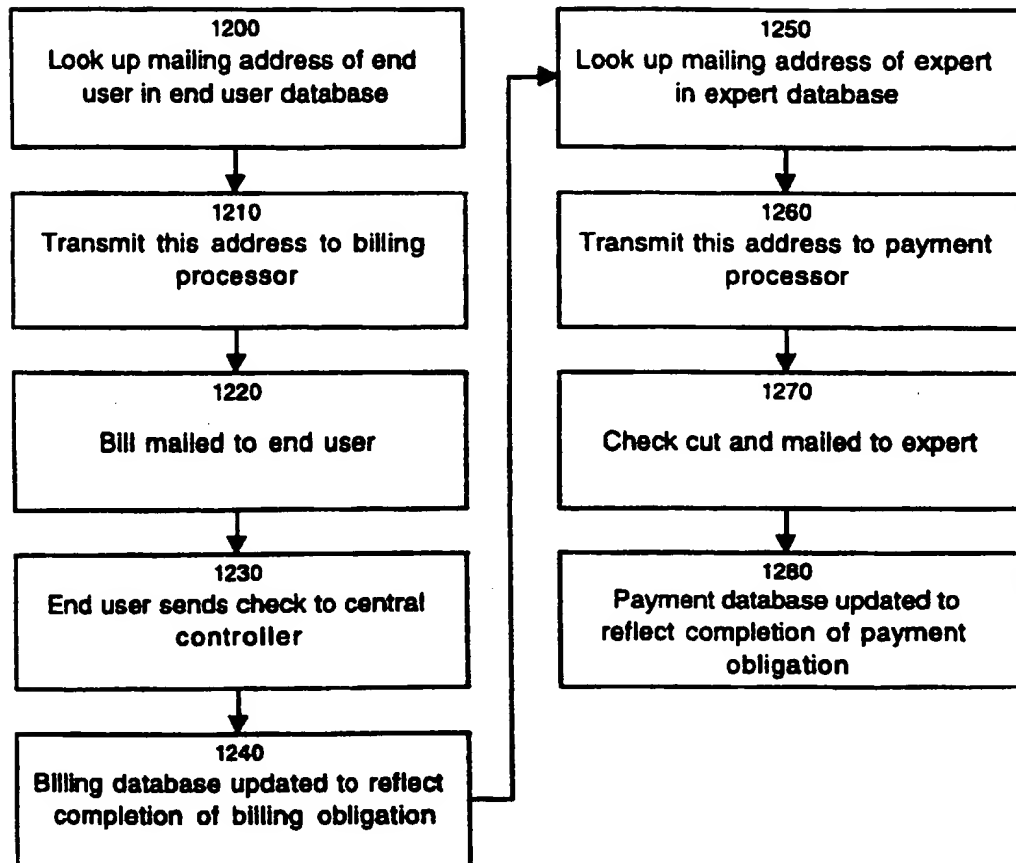 1200
Look up mailing address of end
user in end user database
1210
Transmit this address to billing
processor
1220
Bill mailed to end user
1230
End user sends check to central
controller
1240
Billing database updated to reflect
completion of billing obligation
1250
Look up mailing address of expert
in expert database
1260
Transmit this address to payment
processor
1270
Check cut and mailed to expert
1280
Payment database updated to
reflect completion of payment
obligation